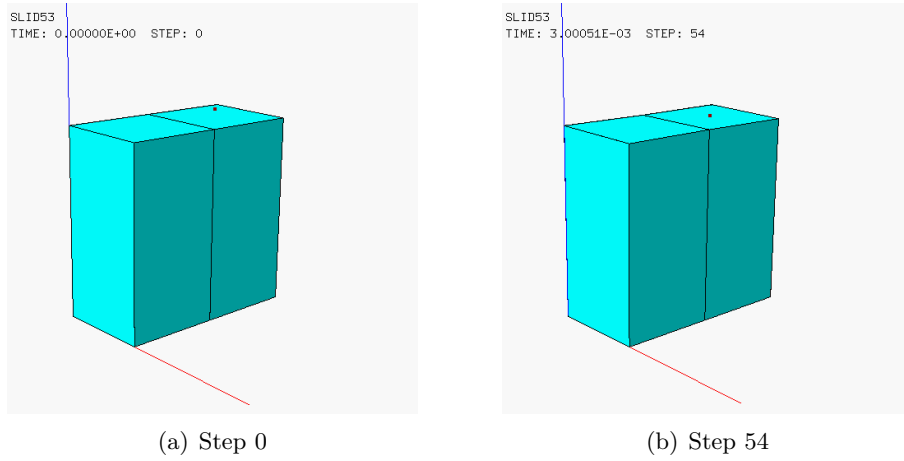 SLID53
TIME: 0.00000E+00 STEP: 0
SLID53
TIME: 3.00051E-03 STEP: 54
(a) Step 0
(b) Step 54